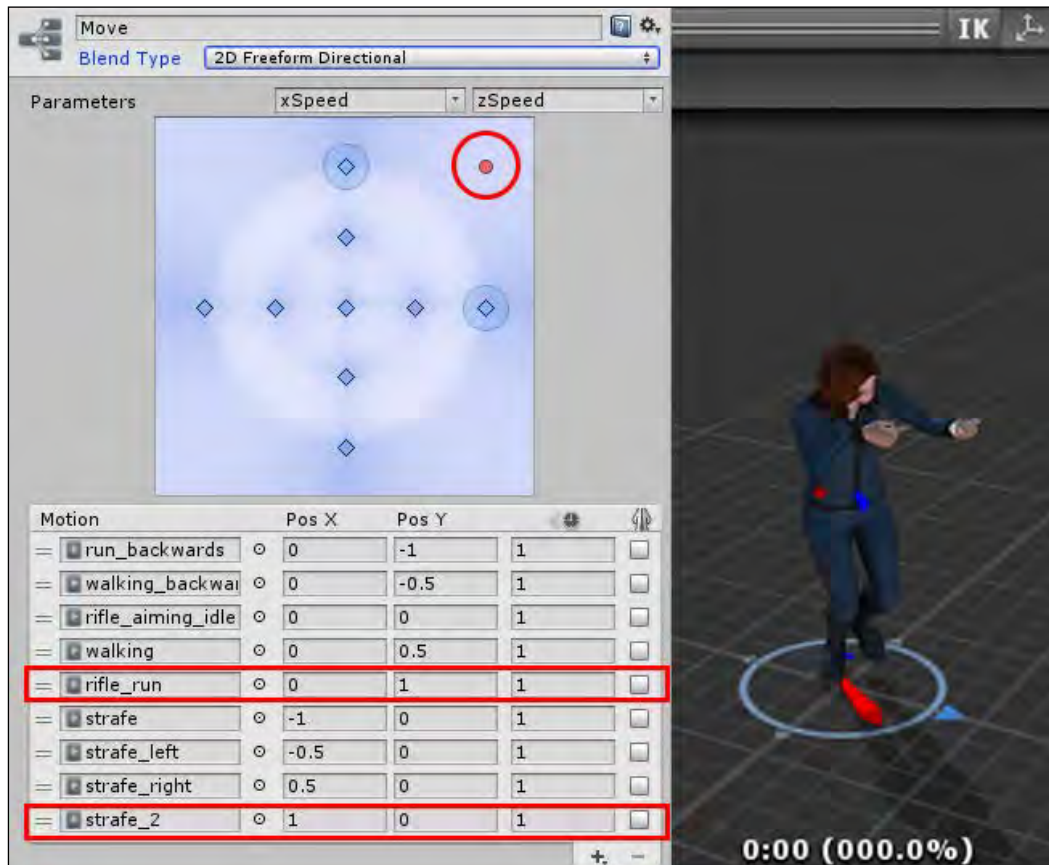 Move
IK
Blend Type 2D Freeform Directional
Parameters xSpeed zSpeed
Motion Pos X Pos Y
run_backwards 0 -1 1
walking_backwar 0 -0.5 1
rifle_aiming_idle 0 0 1
walking 0 0.5 1
rifle_run 0 1 1
strafe -1 0 1
strafe_left -0.5 0 1
strafe_right 0.5 0 1
strafe_2 1 0 1
0:00 (000.0%)